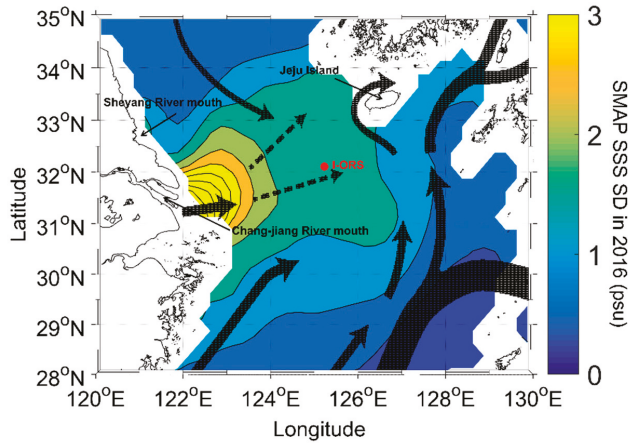 35°N
34°N
33°N
32°N
31°N
30°N
29°N
28°N
Latitude
120°E
122°E
124°E
126°E
128°E
130°E
Longitude
Jeju Island
Sheyang River mouth
I-ORS
Chang-jiang River mouth
3
2
1
0
SMAP SSS SD in 2016 (psu)